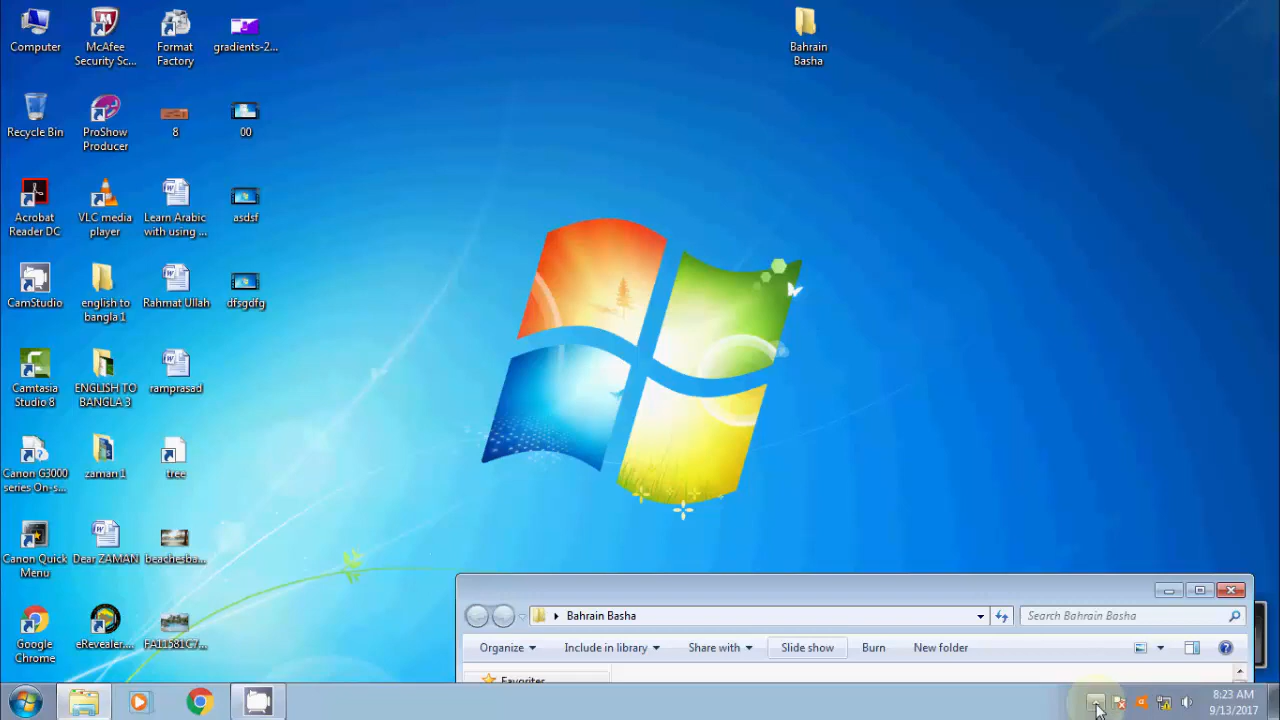 Computer
McAfee
Security Sc...
Format
Factory
gradients-2...
Bahrain
Basha
Recycle Bin
ProShow
Producer
8
00
Acrobat
Reader DC
VLC media
player
Learn Arabic
with using ...
asdsf
CamStudio
english to
bangla 1
Rahmat Ullah
dfsgdfg
Camtasia
Studio 8
ENGLISH TO
BANGLA 3
ramprasad
Canon G3000
series On-s...
zaman 1
tree
Canon Quick
Menu
Dear ZAMAN
beachesba...
Google
Chrome
eRevealer...
FA11581C7...
Bahrain Basha
Search Bahrain Basha
Organize
Include in library
Share with
Slide show
Burn
New folder
Favorites
8:23 AM
9/13/2017